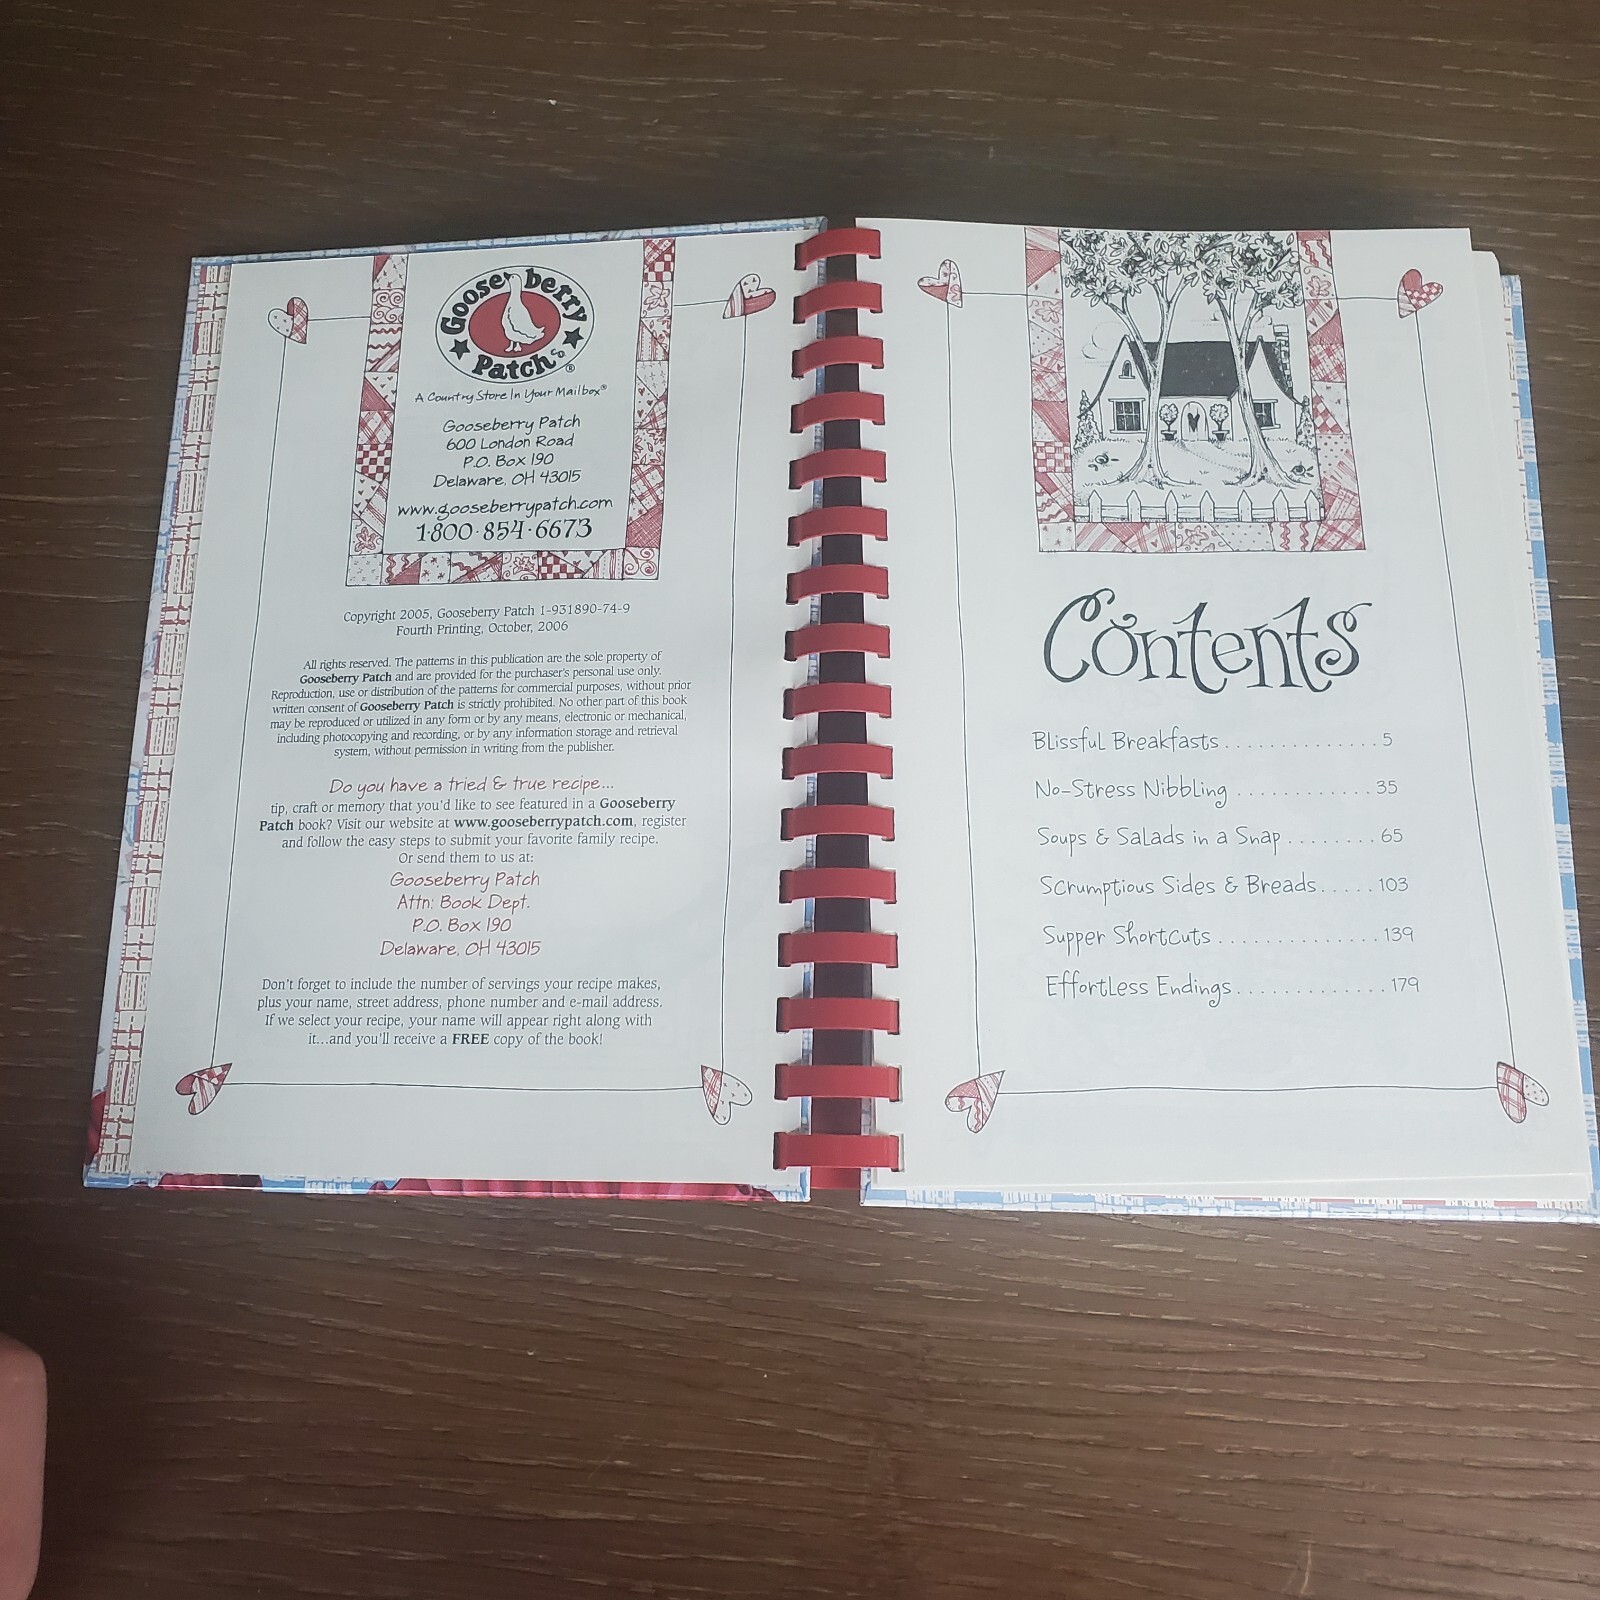 Gooseberry
Patch®
A Country Store In Your Mailbox®
Gooseberry Patch
600 London Road
P.O. Box 190
Delaware, OH 43015
www.gooseberrypatch.com
1·800·854·6673
Copyright 2005, Gooseberry Patch 1-931890-74-9
Fourth Printing, October, 2006
All rights reserved. The patterns in this publication are the sole property of
Gooseberry Patch and are provided for the purchaser's personal use only.
Reproduction, use or distribution of the patterns for commercial purposes, without prior
written consent of Gooseberry Patch is strictly prohibited. No other part of this book
may be reproduced or utilized in any form or by any means, electronic or mechanical,
including photocopying and recording, or by any information storage and retrieval
system, without permission in writing from the publisher.
Do you have a tried & true recipe...
tip, craft or memory that you'd like to see featured in a Gooseberry
Patch book? Visit our website at www.gooseberrypatch.com, register
and follow the easy steps to submit your favorite family recipe.
Or send them to us at:
Gooseberry Patch
Attn: Book Dept.
P.O. Box 190
Delaware, OH 43015
Don't forget to include the number of servings your recipe makes,
plus your name, street address, phone number and e-mail address.
If we select your recipe, your name will appear right along with
it...and you'll receive a FREE copy of the book!
Contents
Blissful Breakfasts . . . . . . . . . . . . . . 5
No-Stress Nibbling . . . . . . . . . . . . 35
Soups & Salads in a Snap . . . . . . . . 65
Scrumptious Sides & Breads . . . . . 103
Supper Shortcuts . . . . . . . . . . . . . 139
Effortless Endings . . . . . . . . . . . . . 179